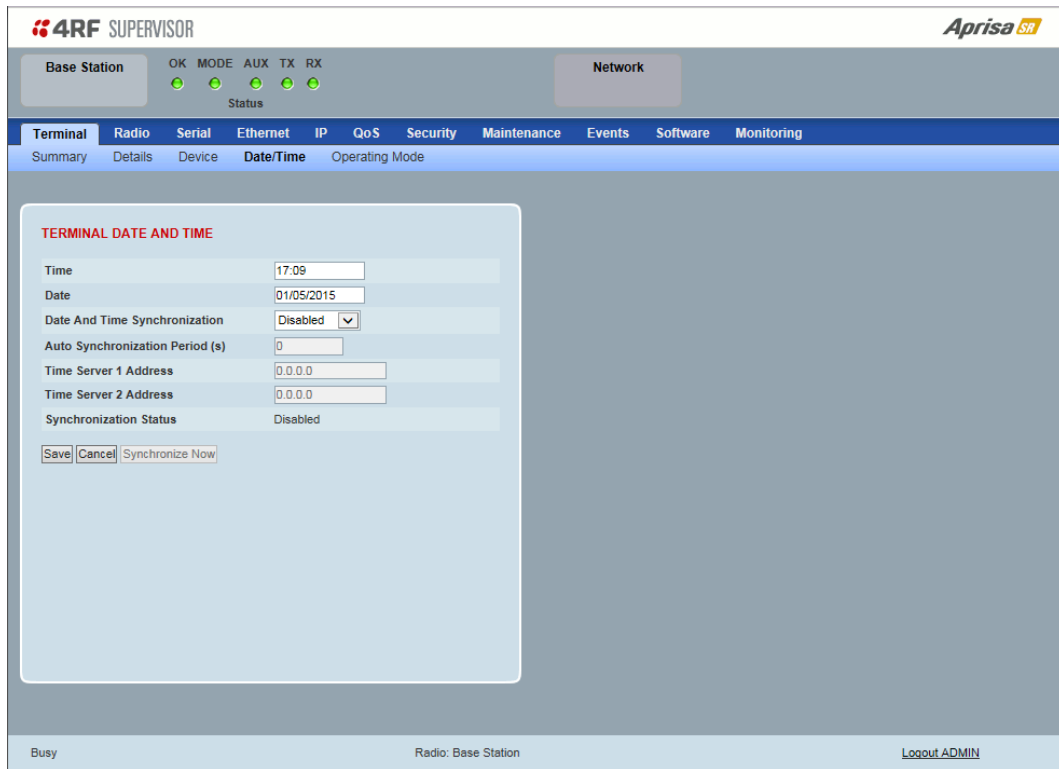 4RF SUPERVISOR
Aprisa SR
Base Station
OK MODE AUX TX RX
Status
Network
Terminal Radio Serial Ethernet IP QoS Security Maintenance Events Software Monitoring
Summary Details Device Date/Time Operating Mode
TERMINAL DATE AND TIME
Time 17:09
Date 01/05/2015
Date And Time Synchronization Disabled
Auto Synchronization Period (s) 0
Time Server 1 Address 0.0.0.0
Time Server 2 Address 0.0.0.0
Synchronization Status Disabled
Save Cancel Synchronize Now
Busy Radio: Base Station Logout ADMIN